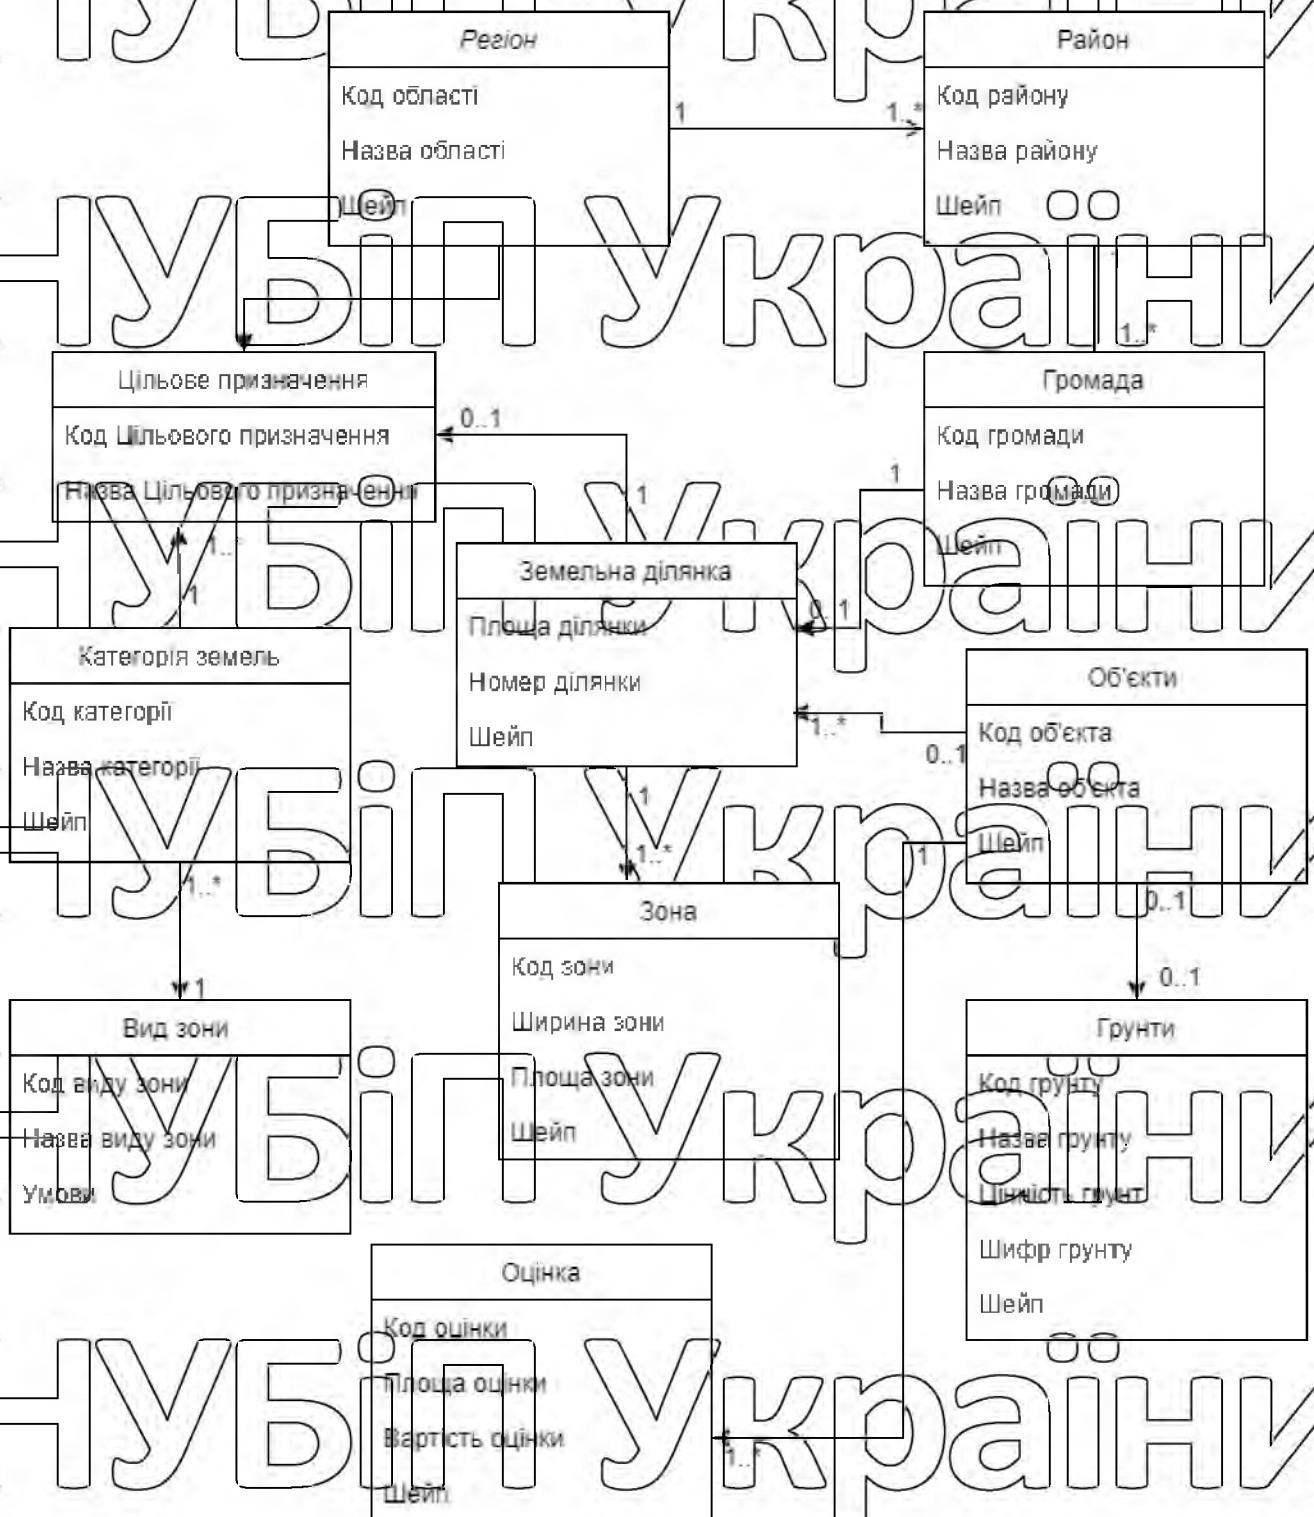 Регіон
Код області
Назва області
Шейп
1
1..*
Район
Код району
Назва району
Шейп
1..*
Цільове призначення
Код Цільового призначення
Назва Цільового призначення
0..1
1
Громада
Код громади
Назва громади
Шейп
1
0..1
1..*
1
Земельна ділянка
Площа ділянки
Номер ділянки
Шейп
Категорія земель
Код категорії
Назва категорії
Шейп
1..*
1
Об'єкти
Код об'єкта
Назва об'єкта
Шейп
1..*
0..1
1
1..*
1
0..1
0..1
Зона
Код зони
Ширина зони
Площа зони
Шейп
Вид зони
Код виду зони
Назва виду зони
Умови
Грунти
Код грунту
Назва грунту
Цінність грунт
Шифр грунту
Шейп
Оцінка
Код оцінки
Площа оцінки
Вартість оцінки
Шейп
1..*
НУБіП України
НУБіП України
НУБіП України
НУБіП України
НУБіП України